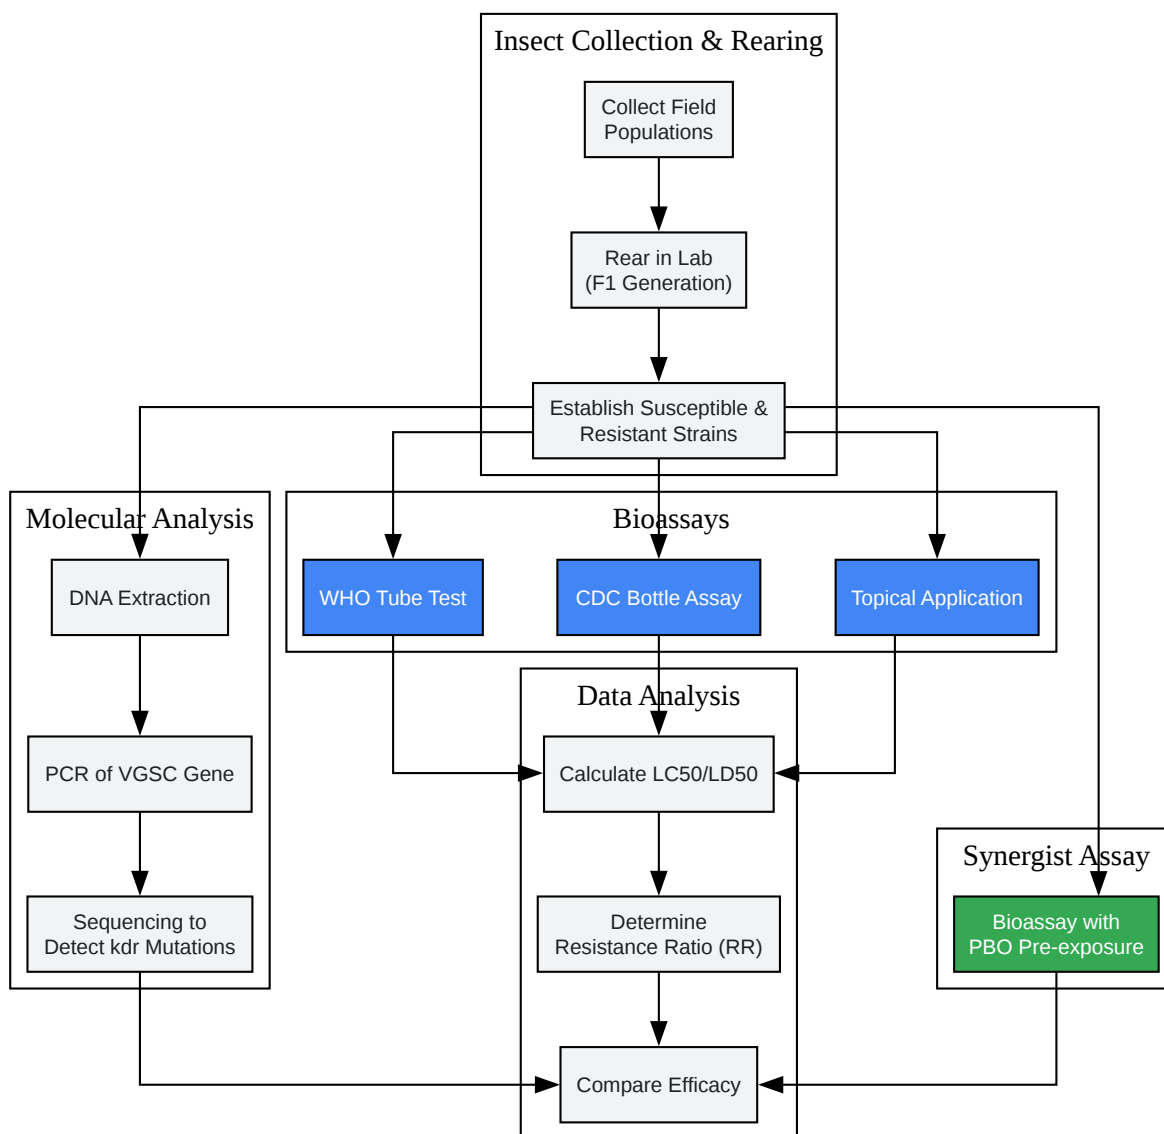 Insect Collection & Rearing
Collect Field
Populations
Rear in Lab
(F1 Generation)
Establish Susceptible &
Resistant Strains
Molecular Analysis
DNA Extraction
PCR of VGSC Gene
Sequencing to
Detect kdr Mutations
Bioassays
WHO Tube Test
CDC Bottle Assay
Topical Application
Data Analysis
Calculate LC50/LD50
Determine
Resistance Ratio (RR)
Compare Efficacy
Synergist Assay
Bioassay with
PBO Pre-exposure